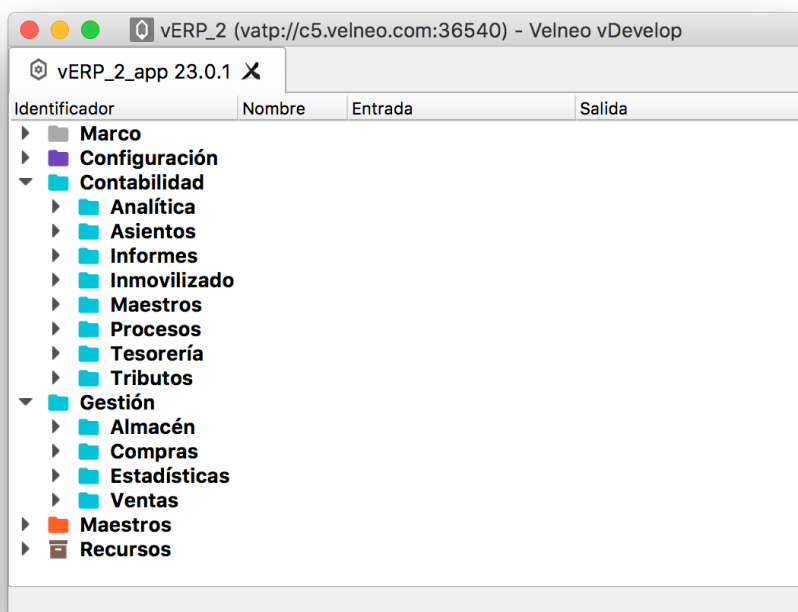 vERP_2 (vatp://c5.velneo.com:36540) - Velneo vDevelop
vERP_2_app 23.0.1
Identificador Nombre Entrada Salida
Marco
Configuración
Contabilidad
Analítica
Asientos
Informes
Inmovilizado
Maestros
Procesos
Tesorería
Tributos
Gestión
Almacén
Compras
Estadísticas
Ventas
Maestros
Recursos